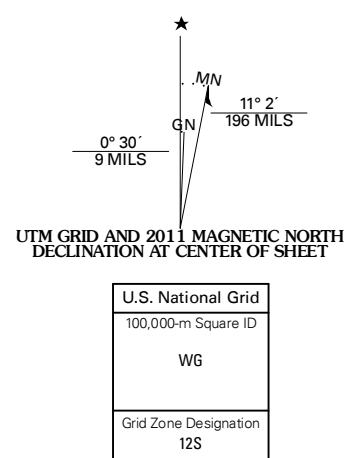 ★
MN
GN
11° 2´
196 MILS
0° 30´
9 MILS
UTM GRID AND 2011 MAGNETIC NORTH
DECLINATION AT CENTER OF SHEET
U.S. National Grid
100,000-m Square ID
WG
Grid Zone Designation
12S